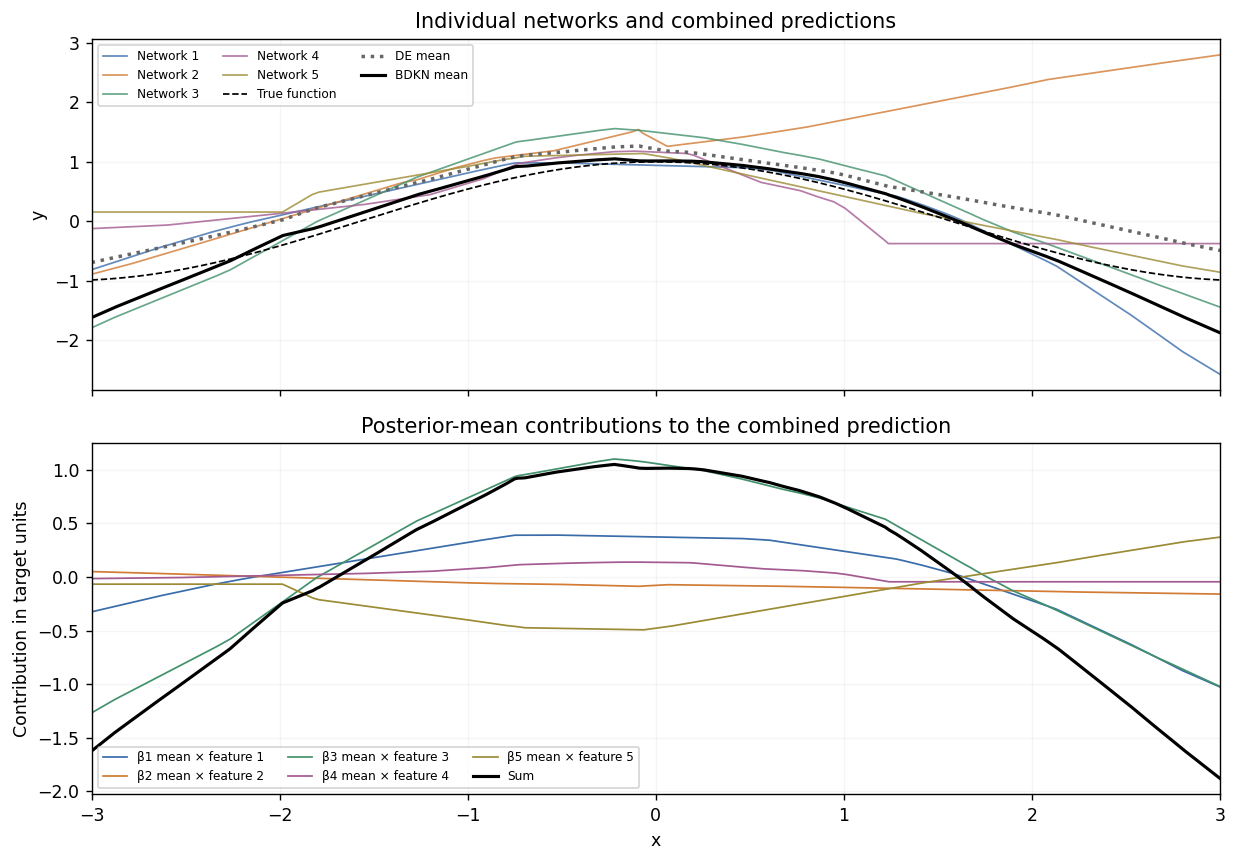 Individual networks and combined predictions
3
2
1
0
−1
−2
y
Network 1
Network 2
Network 3
Network 4
Network 5
True function
DE mean
BDKN mean
Posterior-mean contributions to the combined prediction
1.0
0.5
0.0
−0.5
−1.0
−1.5
−2.0
Contribution in target units
β1 mean × feature 1
β2 mean × feature 2
β3 mean × feature 3
β4 mean × feature 4
β5 mean × feature 5
Sum
−3 −2 −1 0 1 2 3
x